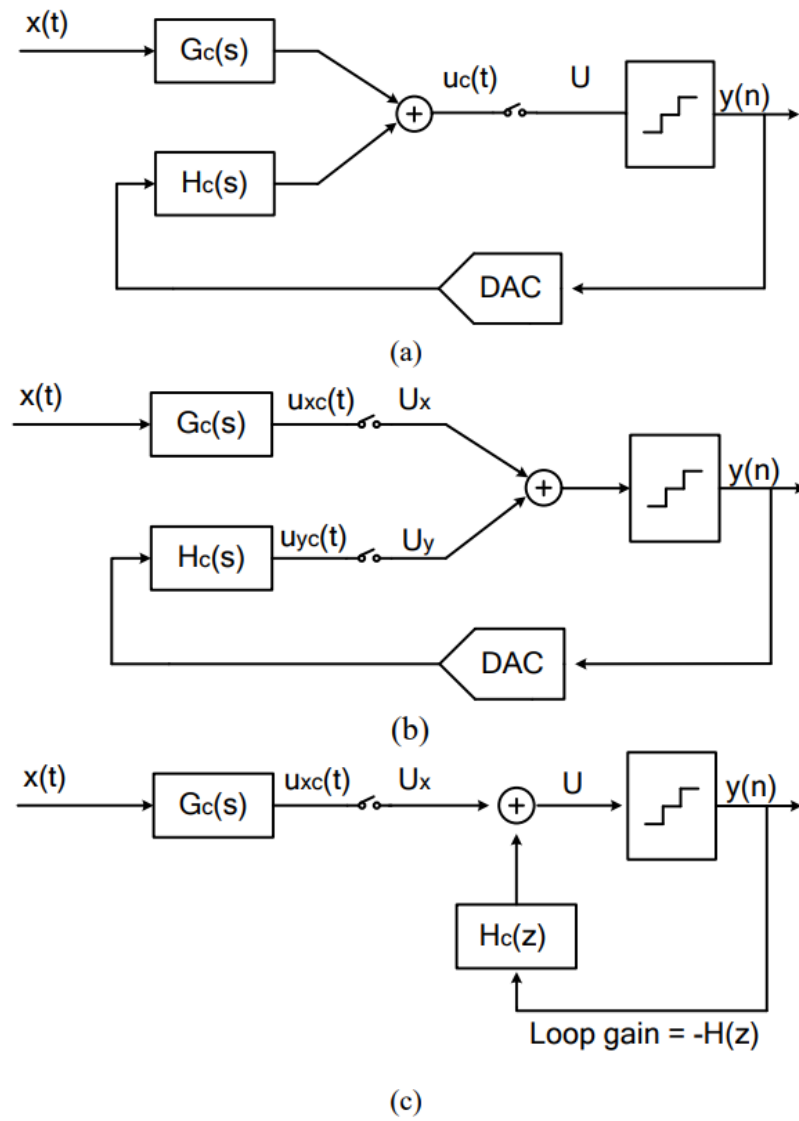 x(t)
Gc(s)
uc(t)
U
y(n)
Hc(s)
DAC
(a)
x(t)
Gc(s)
uxc(t)
Ux
y(n)
Hc(s)
uyc(t)
Uy
DAC
(b)
x(t)
Gc(s)
uxc(t)
Ux
U
y(n)
Hc(z)
Loop gain = -H(z)
(c)